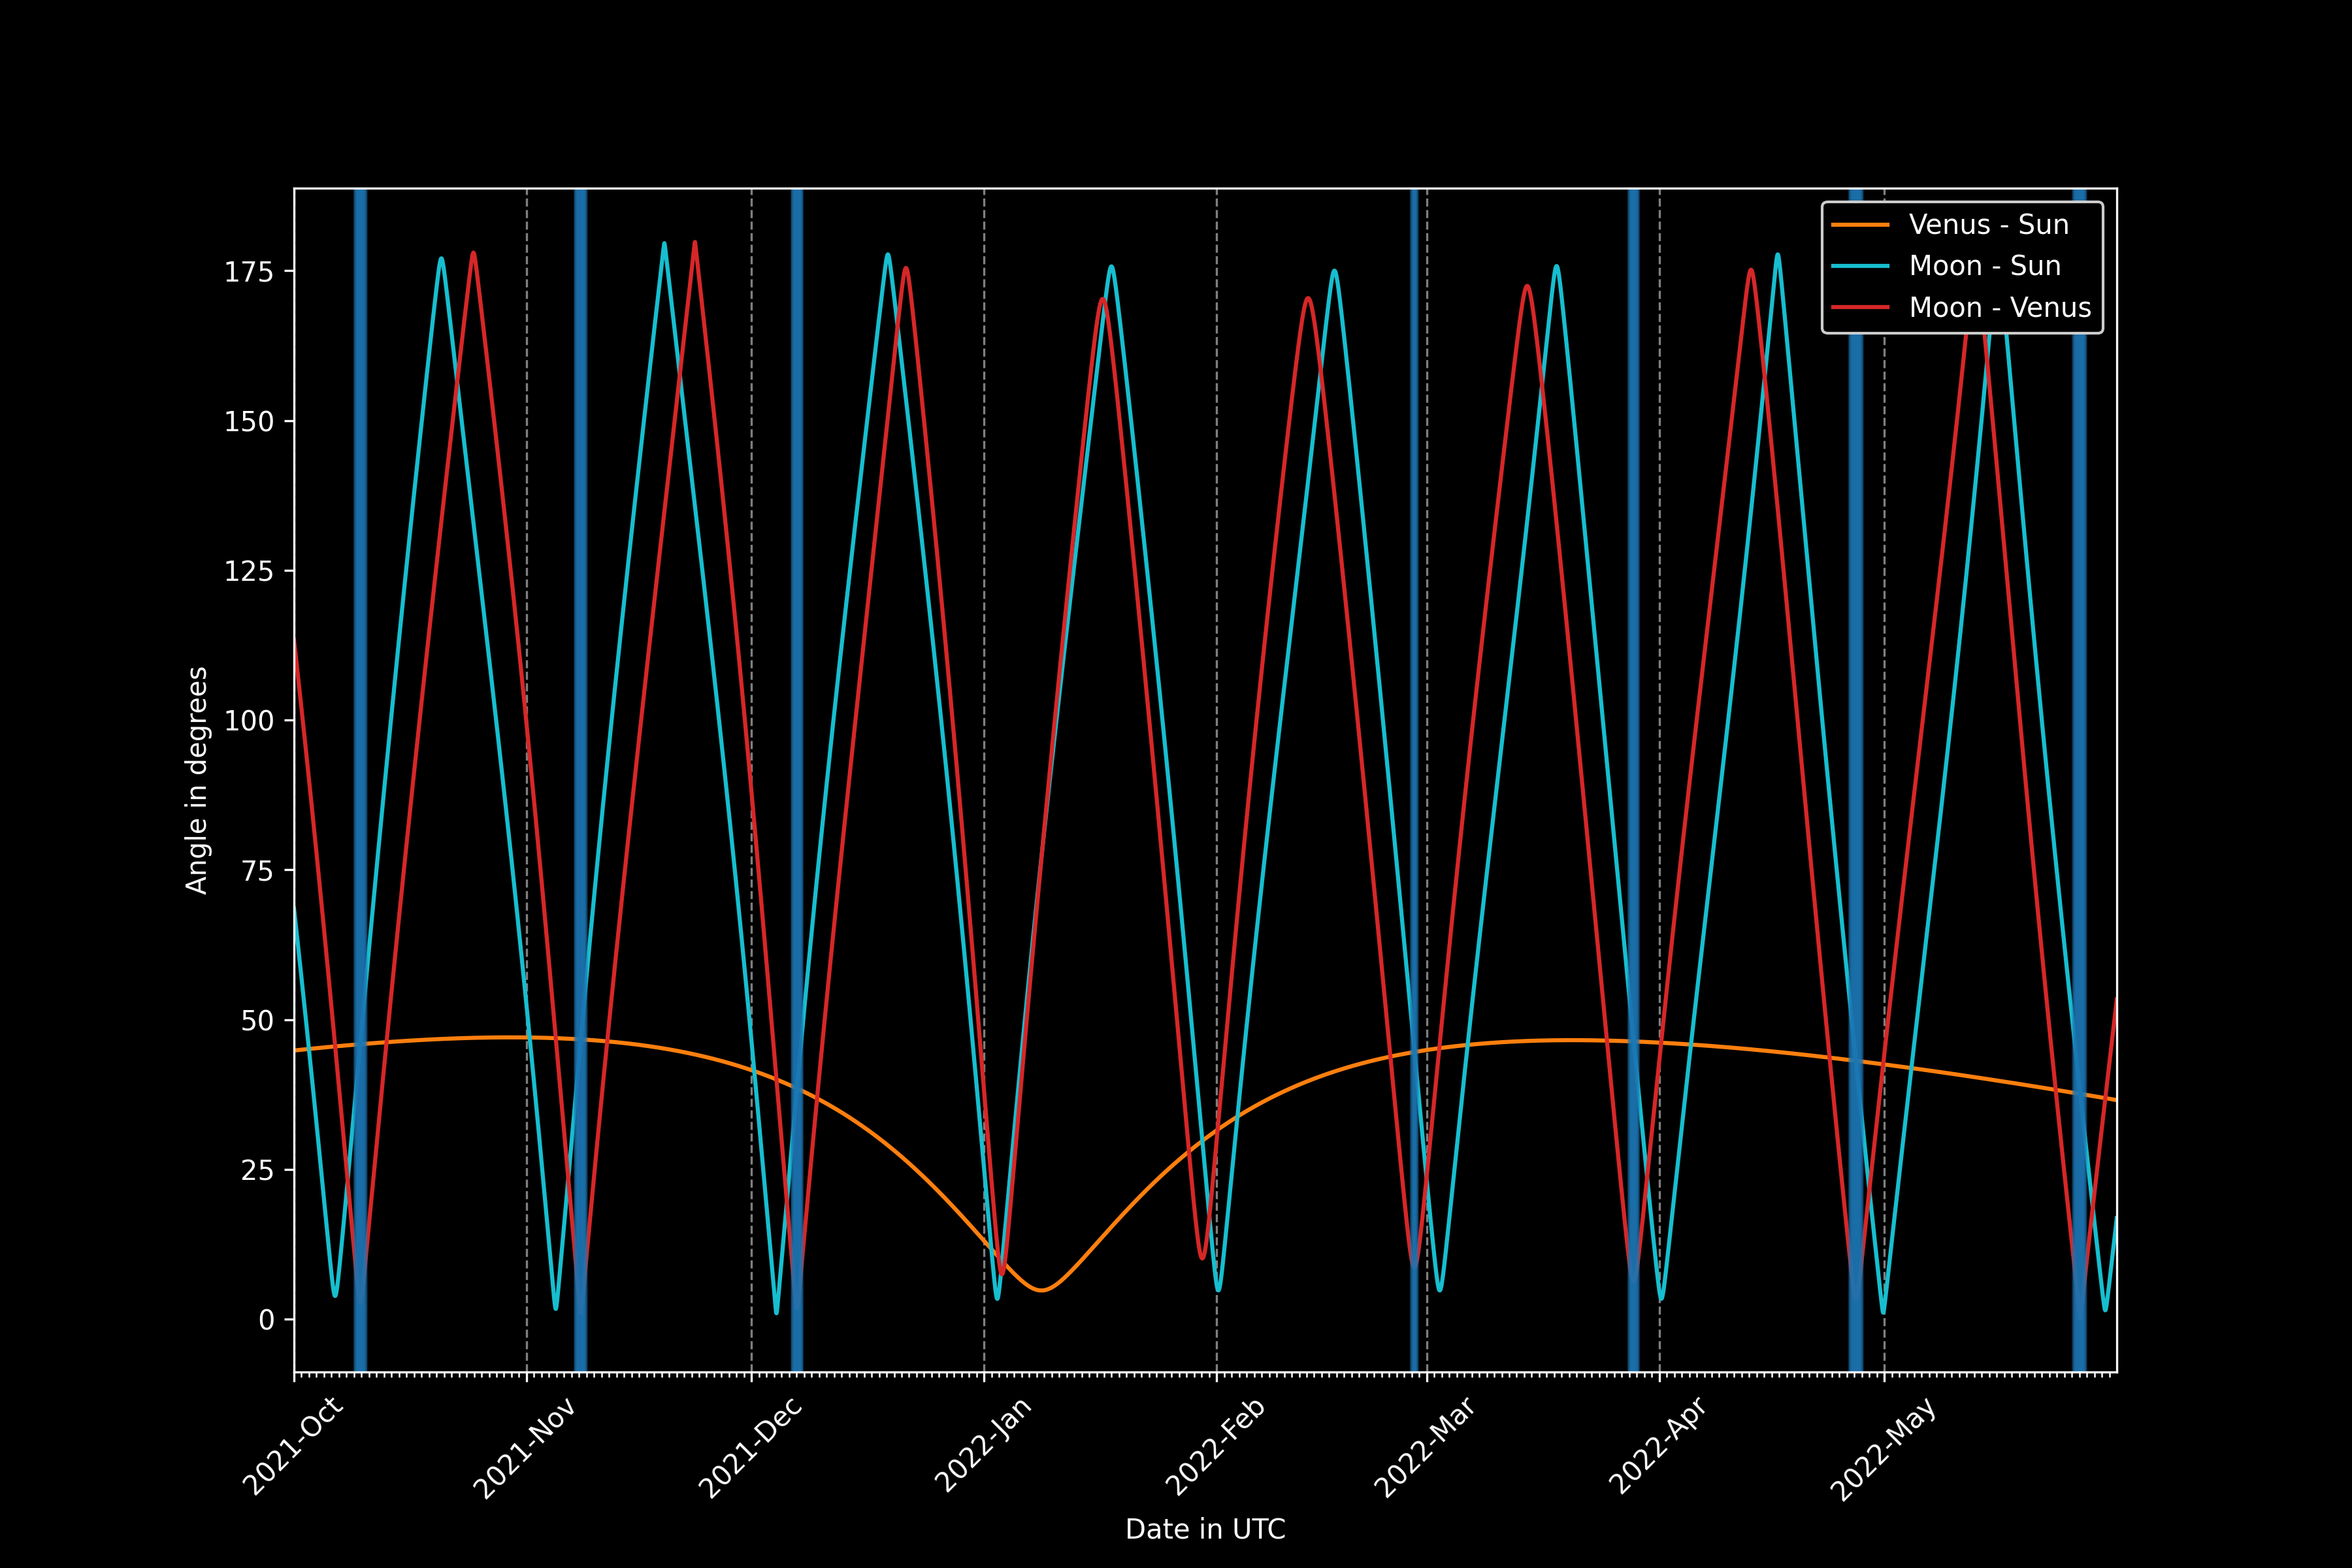 Venus - Sun
Moon - Sun
Moon - Venus
175
150
125
100
75
50
25
0
Angle in degrees
2021-Oct
2021-Nov
2021-Dec
2022-Jan
2022-Feb
2022-Mar
2022-Apr
2022-May
Date in UTC